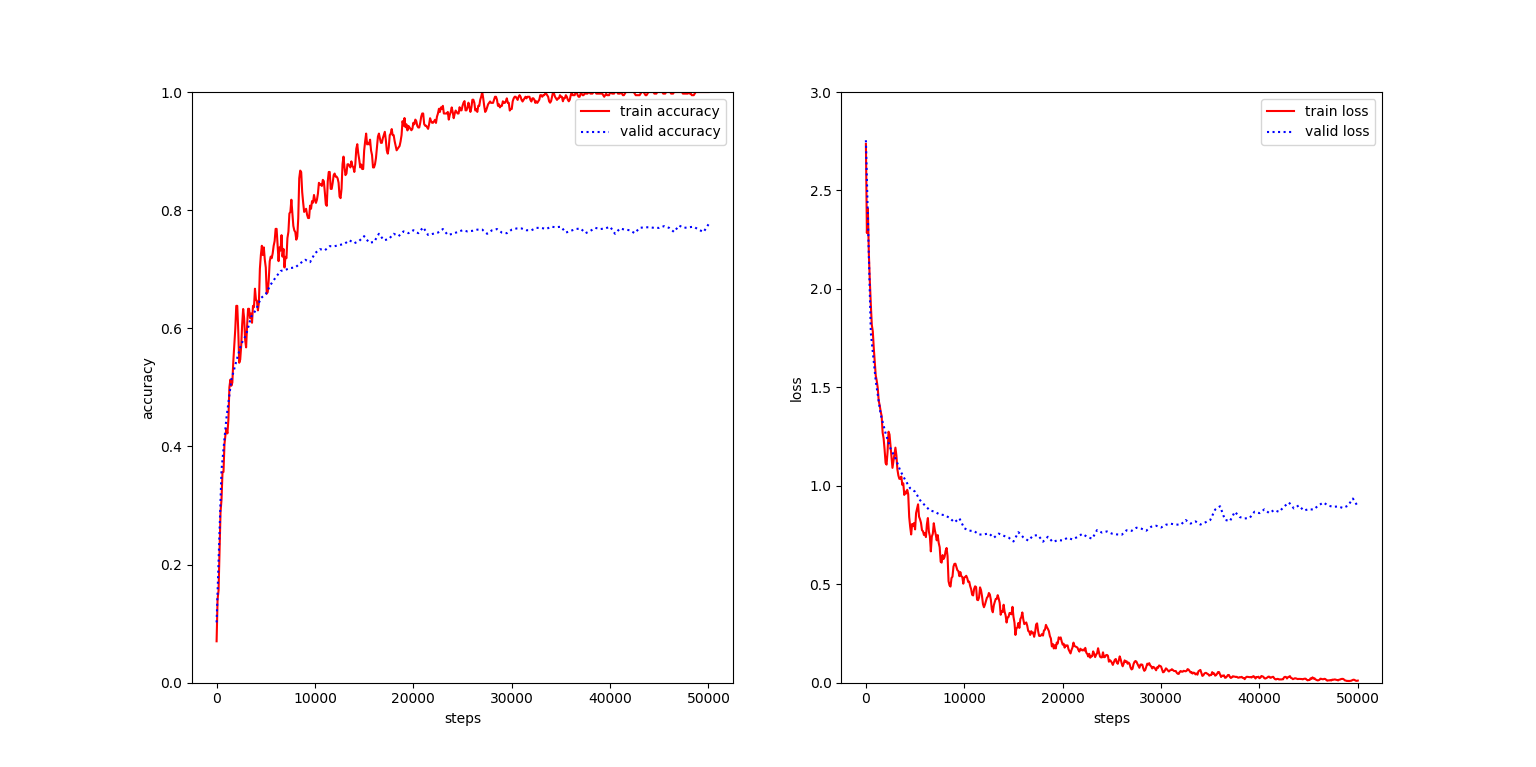 1.0
0.8
0.6
0.4
0.2
0.0
accuracy
train accuracy
valid accuracy
0 10000 20000 30000 40000 50000
steps
3.0
2.5
2.0
1.5
1.0
0.5
0.0
loss
train loss
valid loss
0 10000 20000 30000 40000 50000
steps